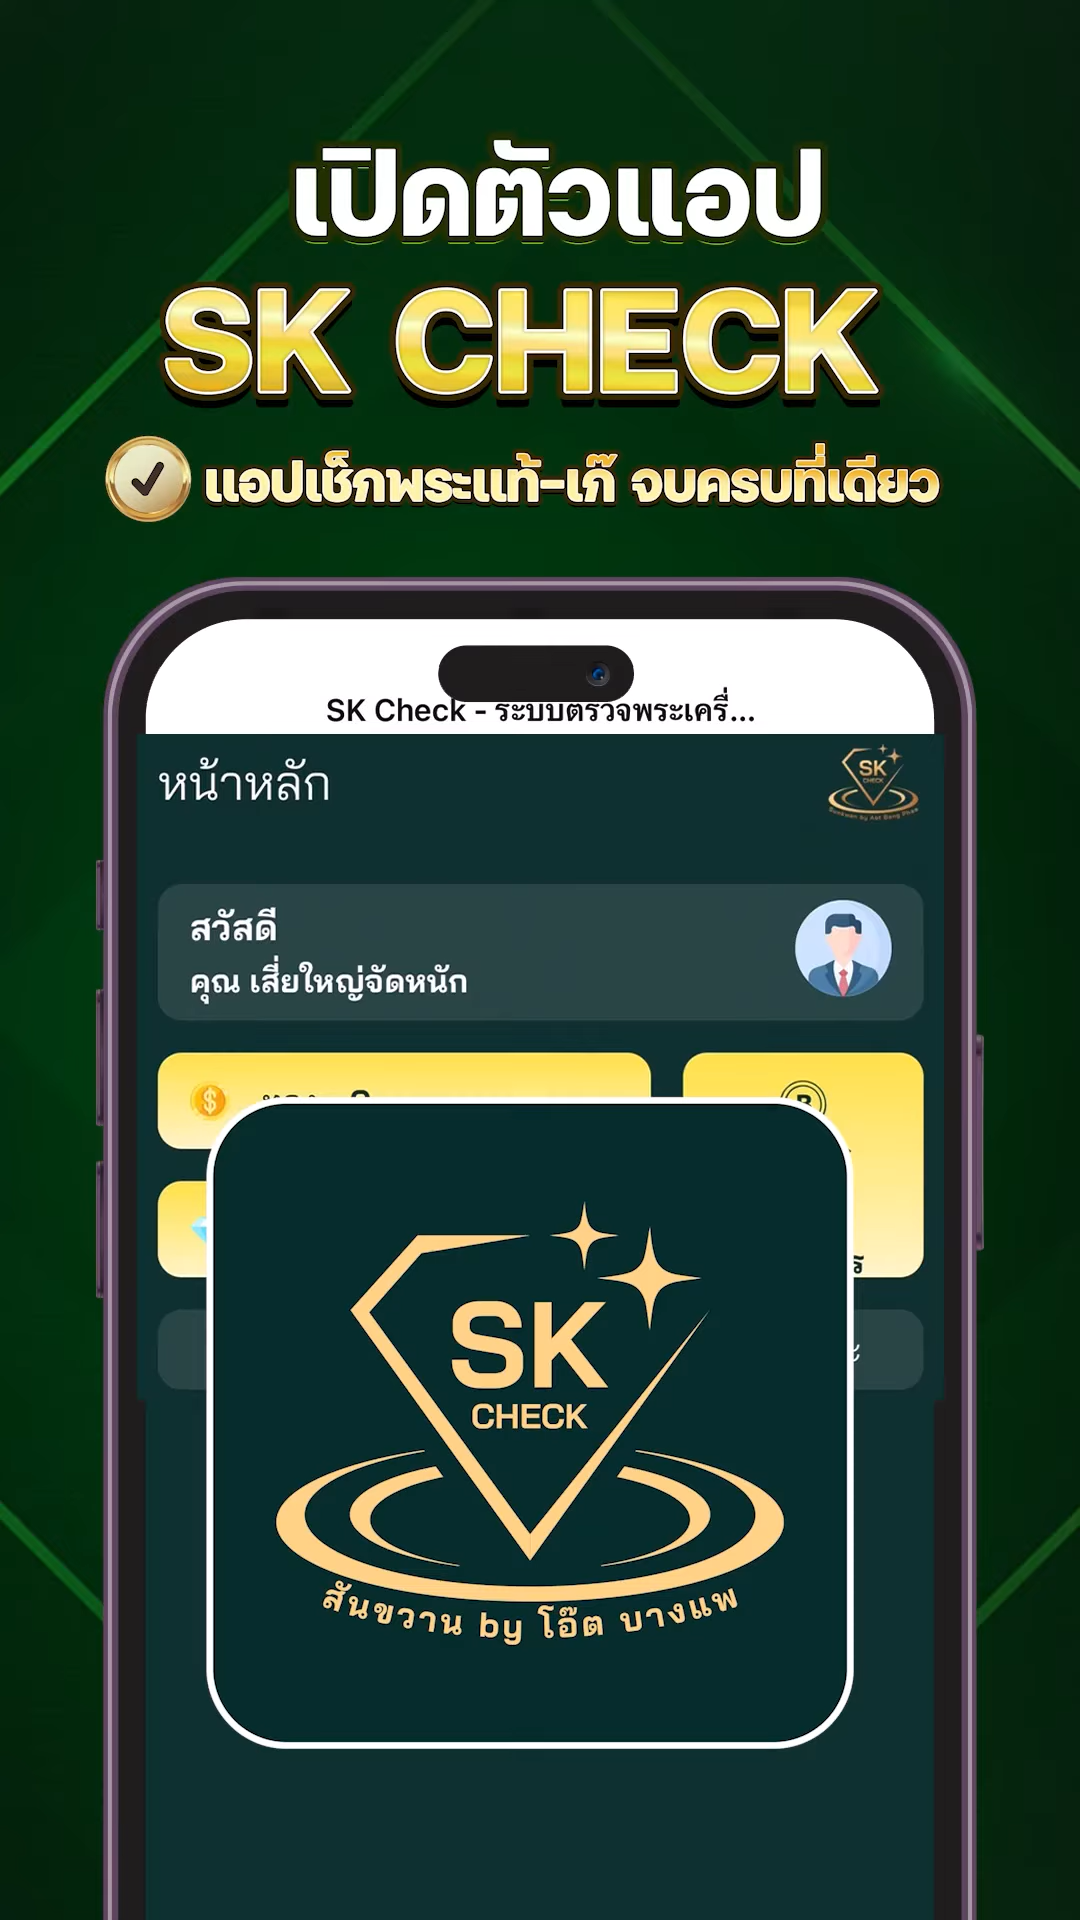 เปิดตัวแอป
SK CHECK
แอปเช็กพระแท้-เก๊ จบครบที่เดียว
SK Check - ระบบตรวจพระเครื่...
หน้าหลัก
SK
CHECK
สวัสดี
คุณ เสี่ยใหญ่จัดหนัก
SK
CHECK
สันขวาน by โอ๊ต บางแพ